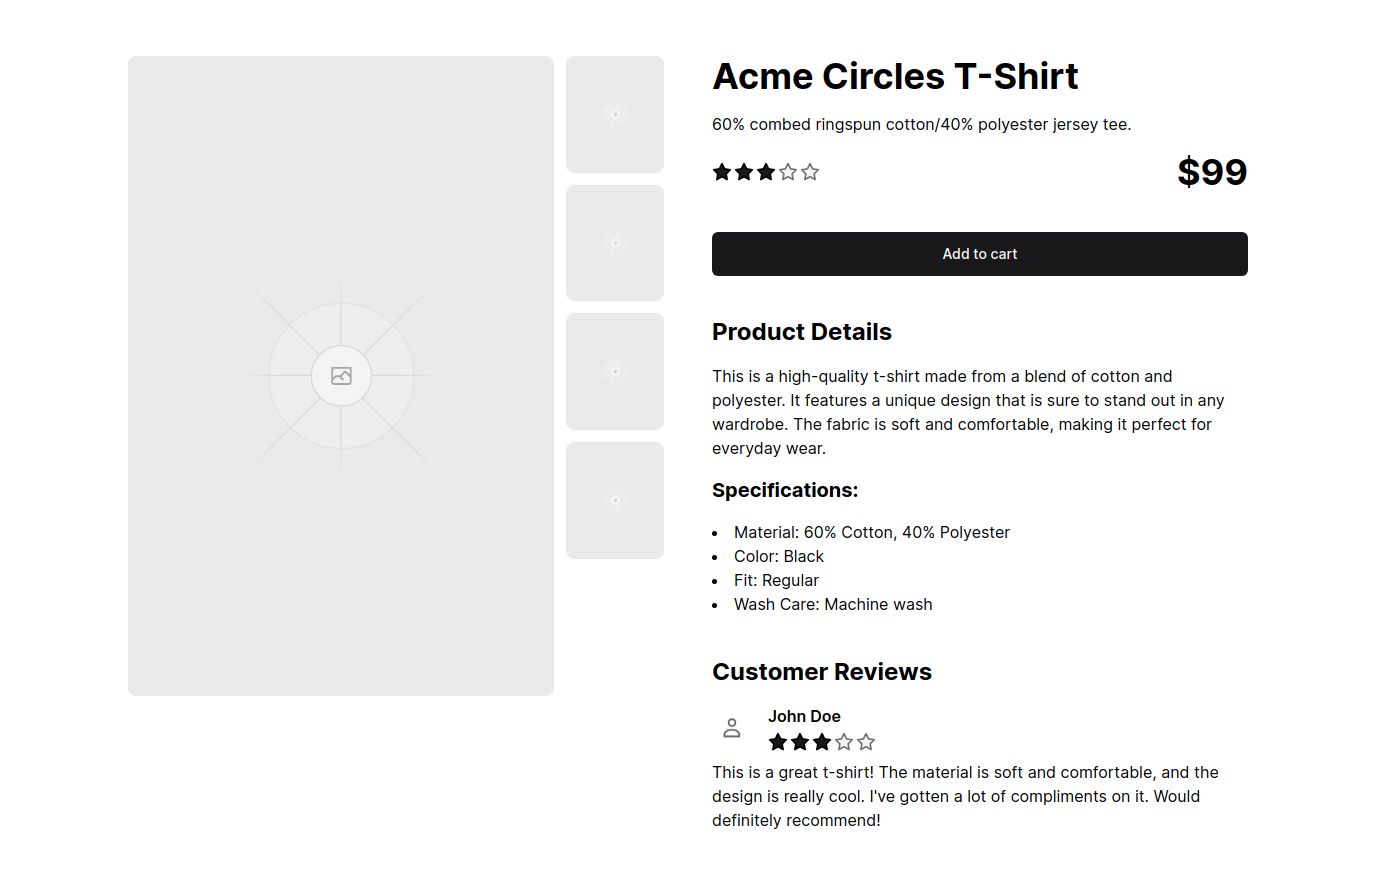 Acme Circles T-Shirt
60% combed ringspun cotton/40% polyester jersey tee.
$99
Add to cart
Product Details
This is a high-quality t-shirt made from a blend of cotton and
polyester. It features a unique design that is sure to stand out in any
wardrobe. The fabric is soft and comfortable, making it perfect for
everyday wear.
Specifications:
• Material: 60% Cotton, 40% Polyester
• Color: Black
• Fit: Regular
• Wash Care: Machine wash
Customer Reviews
John Doe
This is a great t-shirt! The material is soft and comfortable, and the
design is really cool. I've gotten a lot of compliments on it. Would
definitely recommend!